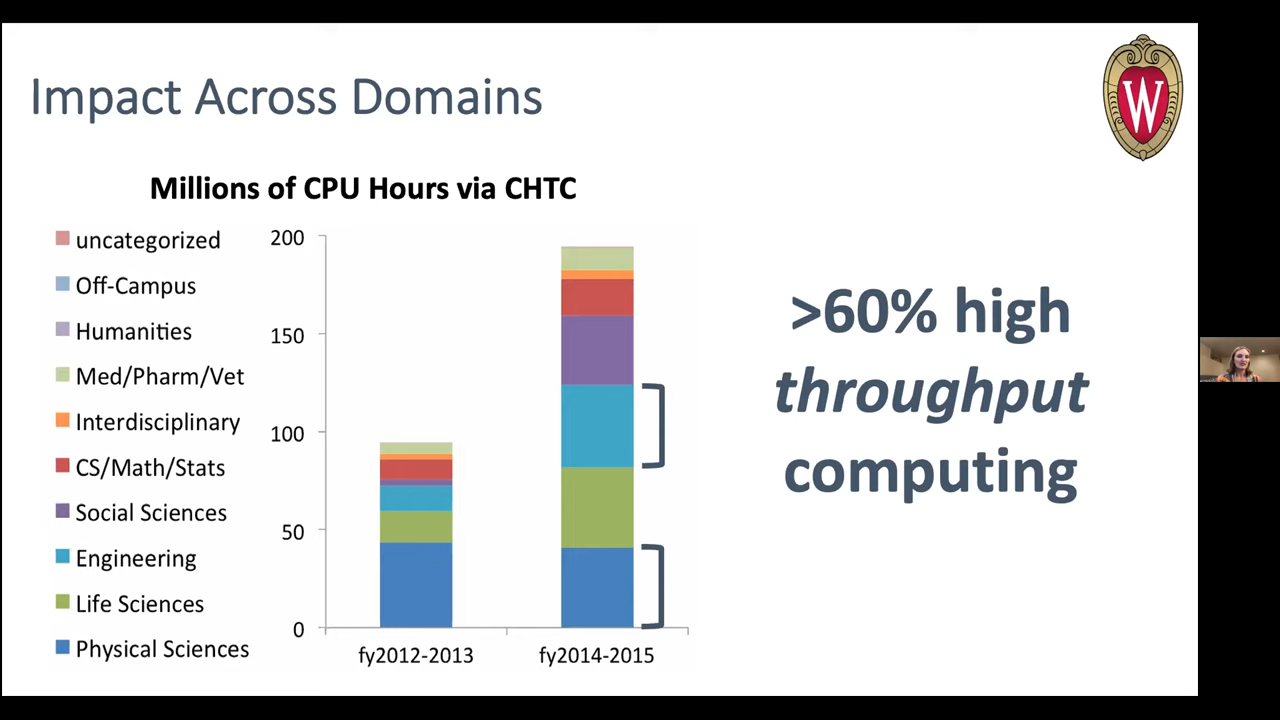 Impact Across Domains
W
Millions of CPU Hours via CHTC
uncategorized
Off-Campus
Humanities
Med/Pharm/Vet
Interdisciplinary
CS/Math/Stats
Social Sciences
Engineering
Life Sciences
Physical Sciences
200
150
100
50
0
fy2012-2013
fy2014-2015
>60% high
throughput
computing